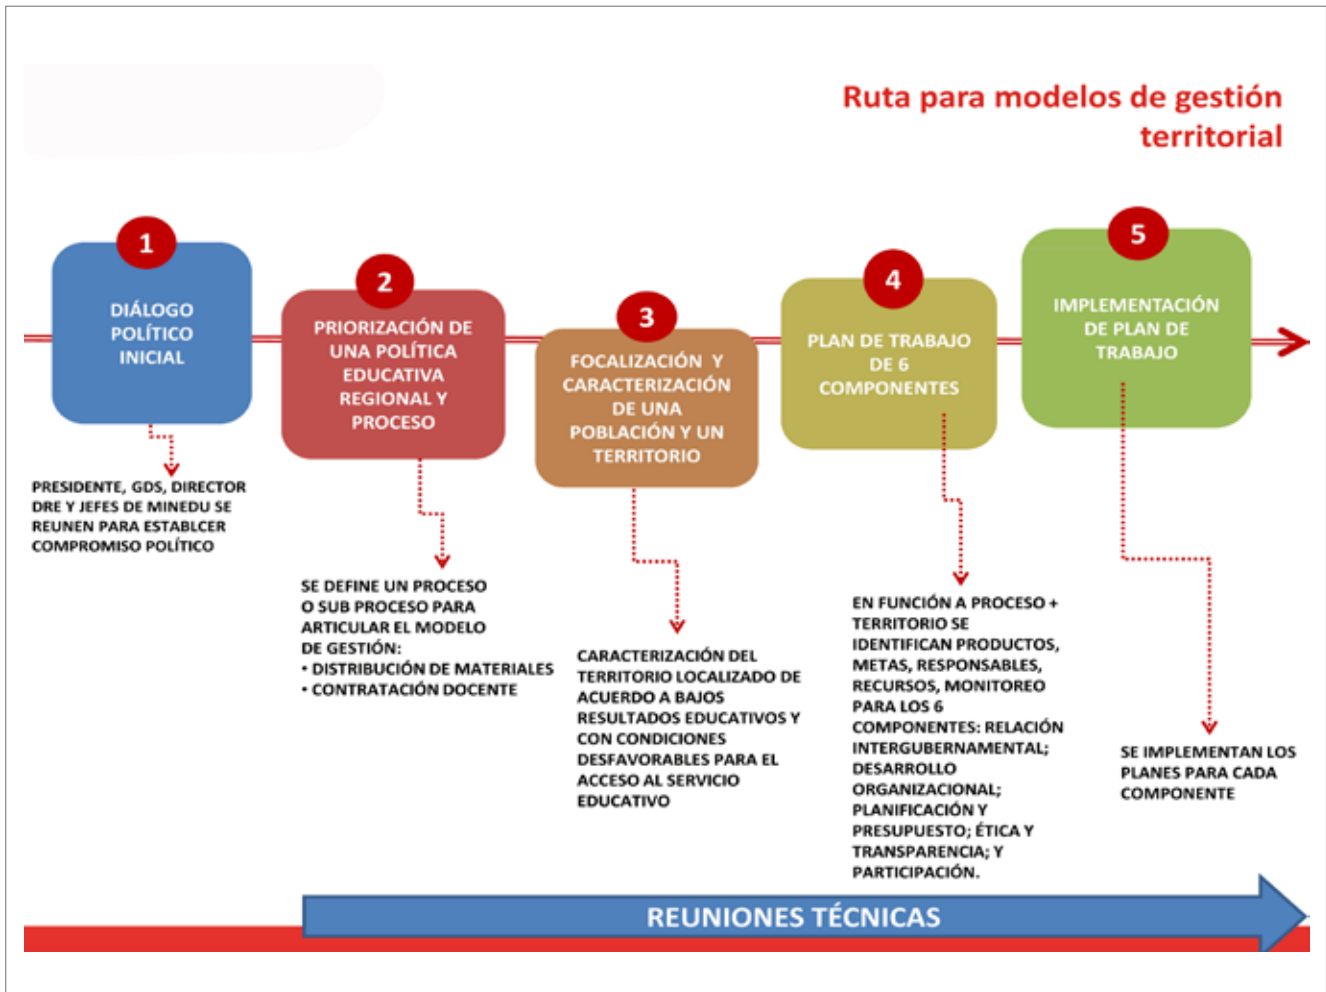 Ruta para modelos de gestión
territorial
1
DIÁLOGO
POLÍTICO
INICIAL
PRESIDENTE, GDS, DIRECTOR
DRE Y JEFES DE MINEDU SE
REUNEN PARA ESTABLCER
COMPROMISO POLÍTICO
2
PRIORIZACIÓN DE
UNA POLÍTICA
EDUCATIVA
REGIONAL Y
PROCESO
SE DEFINE UN PROCESO
O SUB PROCESO PARA
ARTICULAR EL MODELO
DE GESTIÓN:
• DISTRIBUCIÓN DE MATERIALES
• CONTRATACIÓN DOCENTE
3
FOCALIZACIÓN Y
CARACTERIZACIÓN
DE UNA
POBLACIÓN Y UN
TERRITORIO
CARACTERIZACIÓN DEL
TERRITORIO LOCALIZADO DE
ACUERDO A BAJOS
RESULTADOS EDUCATIVOS Y
CON CONDICIONES
DESFAVORABLES PARA EL
ACCESO AL SERVICIO
EDUCATIVO
4
PLAN DE TRABAJO
DE 6
COMPONENTES
EN FUNCIÓN A PROCESO +
TERRITORIO SE
IDENTIFICAN PRODUCTOS,
METAS, RESPONSABLES,
RECURSOS, MONITOREO
PARA LOS 6
COMPONENTES: RELACIÓN
INTERGUBERNAMENTAL;
DESARROLLO
ORGANIZACIONAL;
PLANIFICACIÓN Y
PRESUPUESTO; ÉTICA Y
TRANSPARENCIA; Y
PARTICIPACIÓN.
5
IMPLEMENTACIÓN
DE PLAN DE
TRABAJO
SE IMPLEMENTAN LOS
PLANES PARA CADA
COMPONENTE
REUNIONES TÉCNICAS